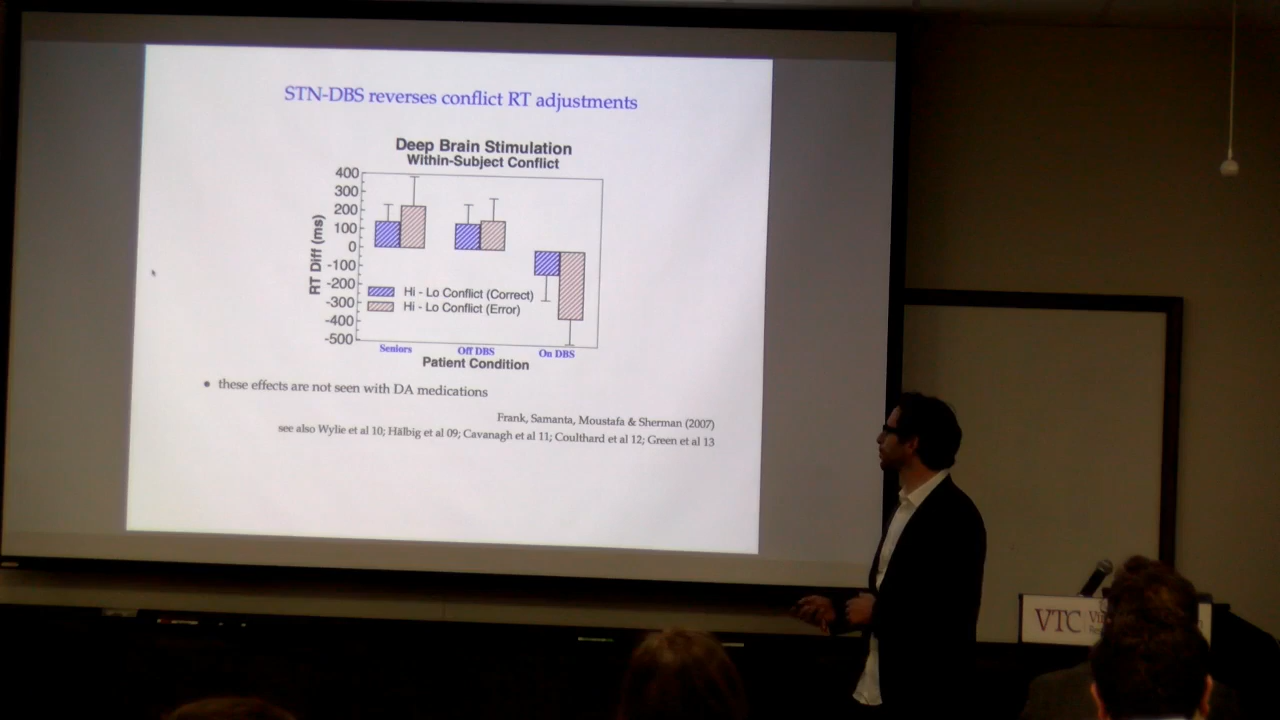 STN-DBS reverses conflict RT adjustments
Deep Brain Stimulation
Within-Subject Conflict
400
300
200
100
0
-100
-200
-300
-400
-500
RT Diff (ms)
Hi - Lo Conflict (Correct)
Hi - Lo Conflict (Error)
Seniors Off DBS On DBS
Patient Condition
• these effects are not seen with DA medications
Frank, Samanta, Moustafa & Sherman (2007)
see also Wylie et al 10; Hälbig et al 09; Cavanagh et al 11; Coulthard et al 12; Green et al 13
VTC